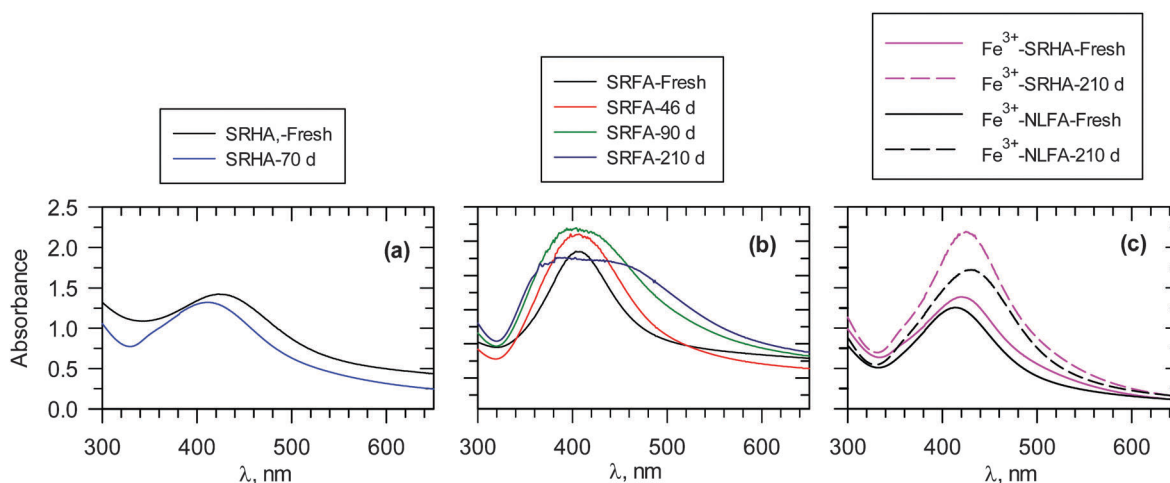 SRHA,-Fresh
SRHA-70 d
SRFA-Fresh
SRFA-46 d
SRFA-90 d
SRFA-210 d
Fe³⁺-SRHA-Fresh
Fe³⁺-SRHA-210 d
Fe³⁺-NLFA-Fresh
Fe³⁺-NLFA-210 d
Absorbance
2.5
2.0
1.5
1.0
0.5
0.0
(a)
(b)
(c)
300 400 500 600
300 400 500 600
300 400 500 600
λ, nm
λ, nm
λ, nm